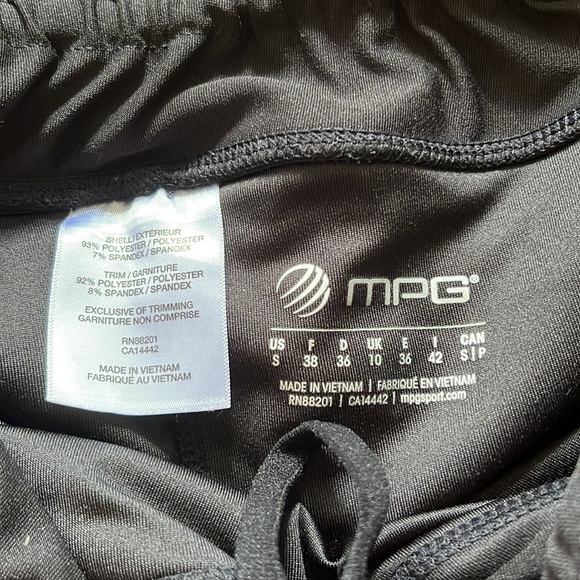 SHELL/EXTÉRIEUR
93% POLYESTER / POLYESTER
7% SPANDEX / SPANDEX
TRIM / GARNITURE
92% POLYESTER / POLYESTER
8% SPANDEX / SPANDEX
EXCLUSIVE OF TRIMMING
GARNITURE NON COMPRISE
RN88201
CA14442
MADE IN VIETNAM
FABRIQUÉ AU VIETNAM
MPG®
US F D UK E I CAN
S 38 36 10 36 42 S|P
MADE IN VIETNAM | FABRIQUÉ EN VIETNAM
RN88201 | CA14442 | mpgsport.com